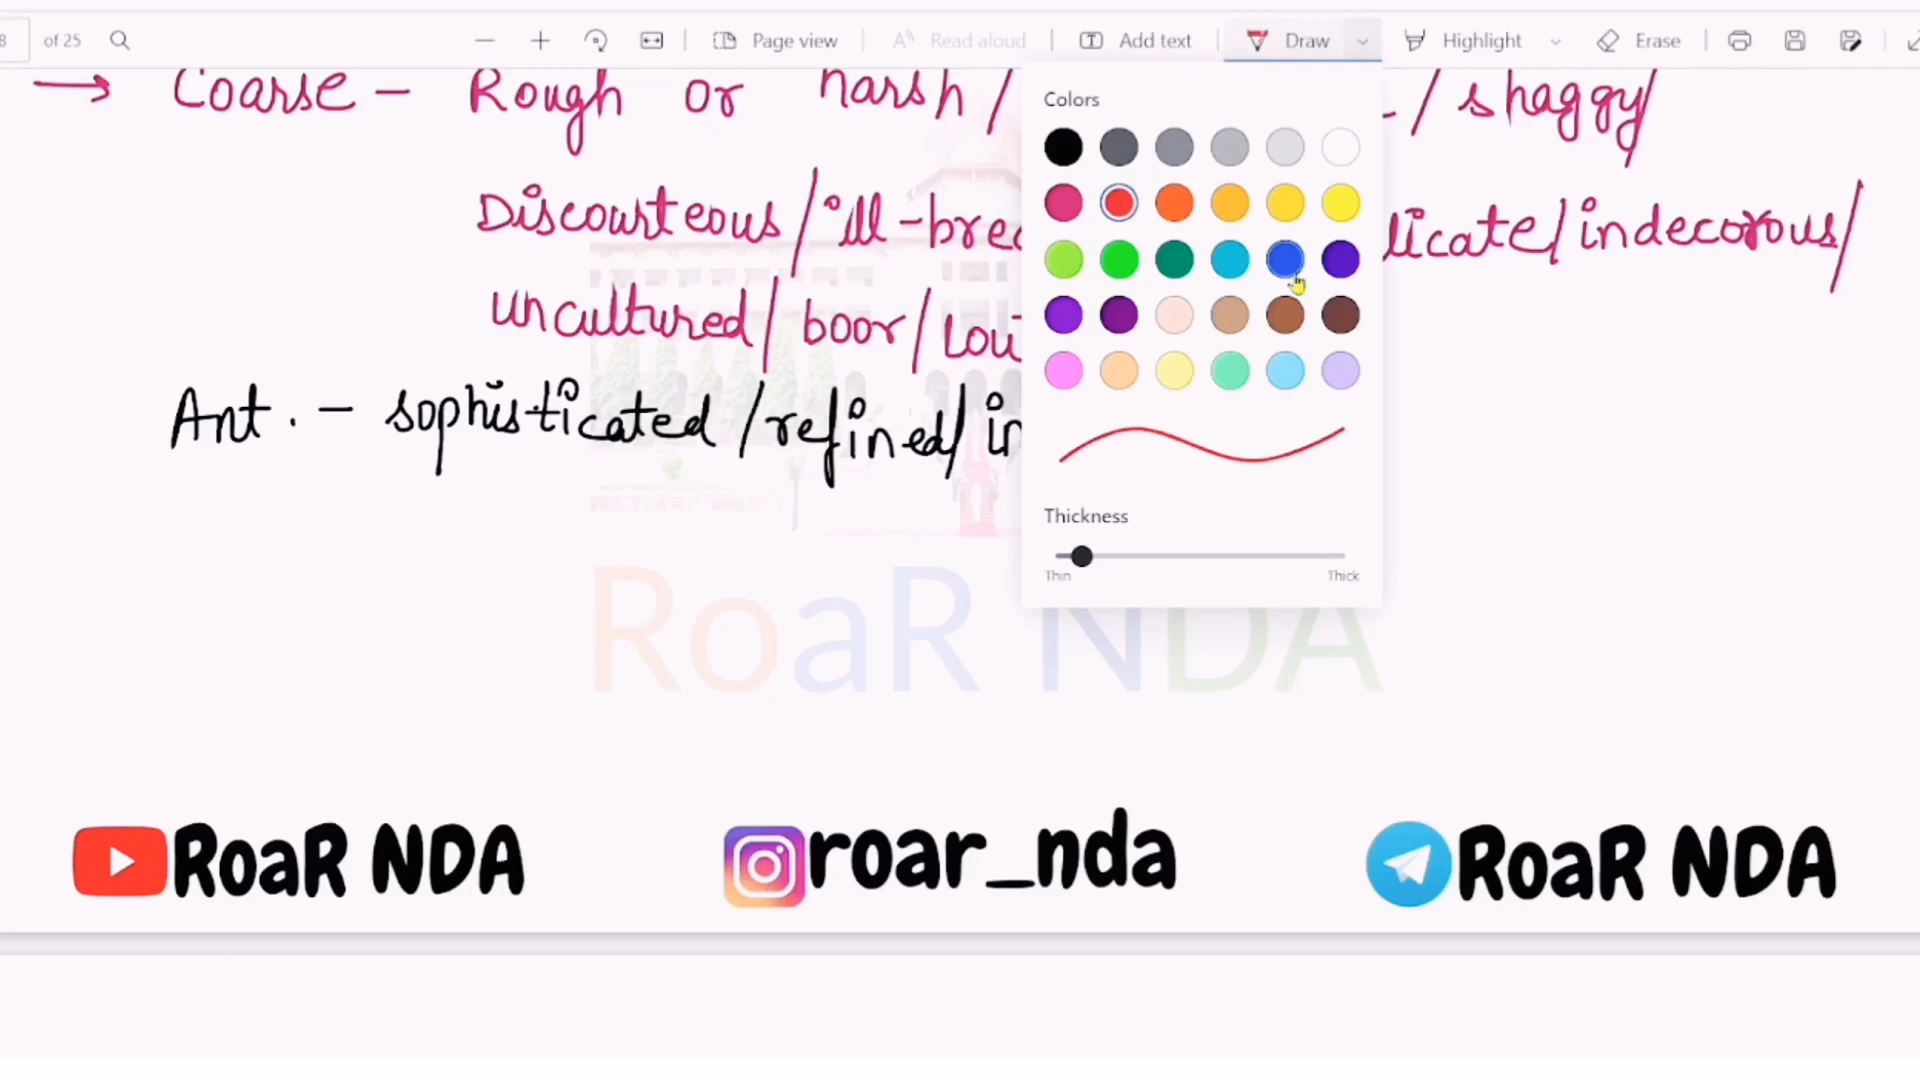 8 of 25 Page view Read aloud Add text Draw Highlight Erase
→ Coarse - Rough or harsh/ / shaggy/
Colors
Discourteous/ill-bred licate/indecorous/
uncultured/boor/Lou
Ant. - sophisticated/refined/in
Thickness
Thin Thick
RoaR NDA
RoaR NDA roar_nda RoaR NDA